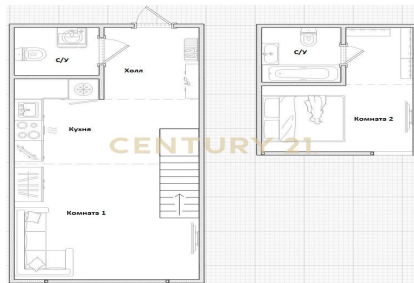 С/У
Холл
Кухня
Комната 1
С/У
Комната 2
CENTURY 21